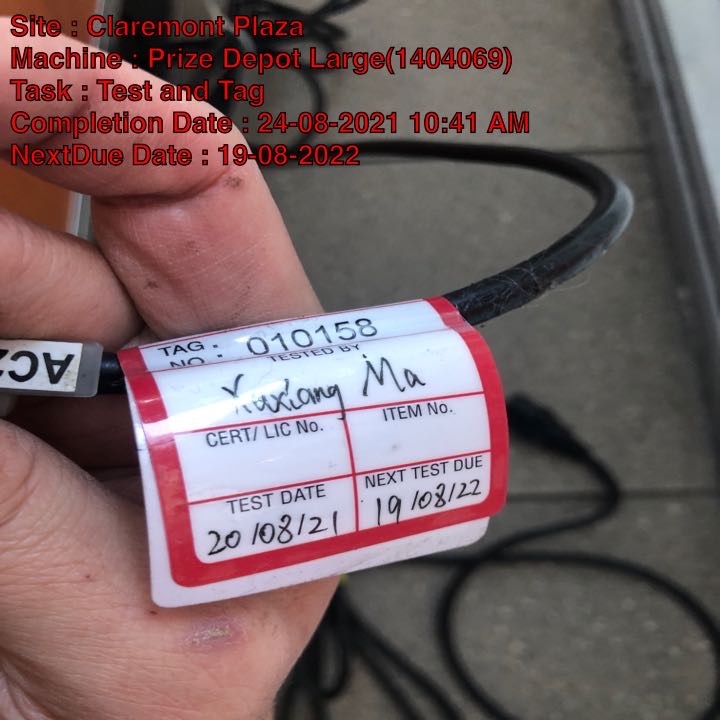 Site : Claremont Plaza
Machine : Prize Depot Large(1404069)
Task : Test and Tag
Completion Date : 24-08-2021 10:41 AM
NextDue Date : 19-08-2022
AC2
TAG . NO : 010158
TESTED BY
Ma
CERT/ LIC No. ITEM No.
TEST DATE NEXT TEST DUE
20/08/21 19/08/22